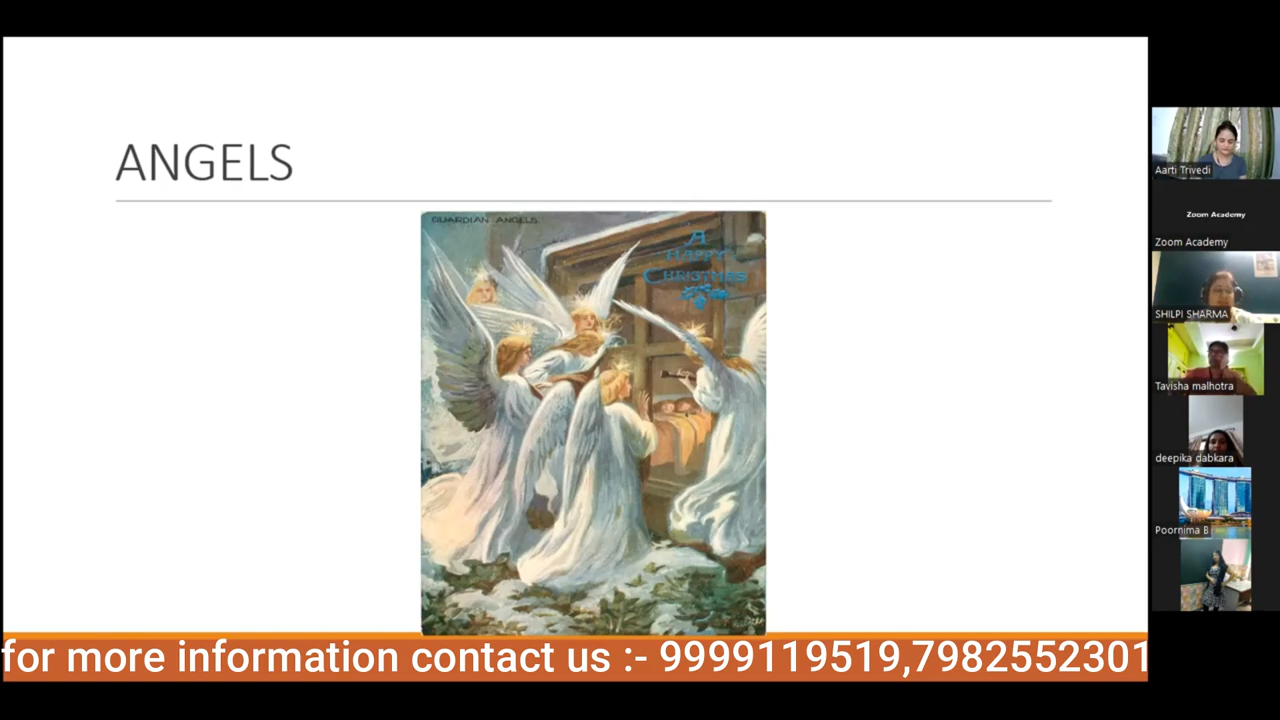 ANGELS
GUARDIAN ANGELS
A
HAPPY
CHRISTMAS
for more information contact us :- 9999119519,7982552301
Aarti Trivedi
Zoom Academy
Zoom Academy
SHILPI SHARMA
Tavisha malhotra
deepika dabkara
Poornima B